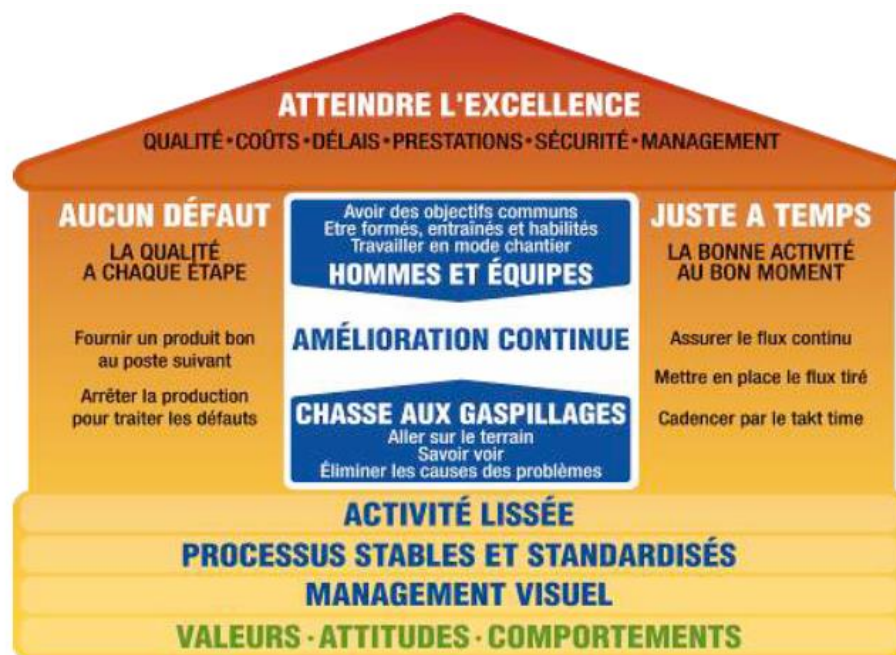 ATTEINDRE L'EXCELLENCE
QUALITÉ•COÛTS•DÉLAIS•PRESTATIONS•SÉCURITÉ•MANAGEMENT
AUCUN DÉFAUT
LA QUALITÉ
A CHAQUE ÉTAPE
Fournir un produit bon
au poste suivant
Arrêter la production
pour traiter les défauts
Avoir des objectifs communs
Etre formés, entraînés et habilités
Travailler en mode chantier
HOMMES ET ÉQUIPES
AMÉLIORATION CONTINUE
CHASSE AUX GASPILLAGES
Aller sur le terrain
Savoir voir
Éliminer les causes des problèmes
JUSTE A TEMPS
LA BONNE ACTIVITÉ
AU BON MOMENT
Assurer le flux continu
Mettre en place le flux tiré
Cadencer par le takt time
ACTIVITÉ LISSÉE
PROCESSUS STABLES ET STANDARDISÉS
MANAGEMENT VISUEL
VALEURS·ATTITUDES·COMPORTEMENTS